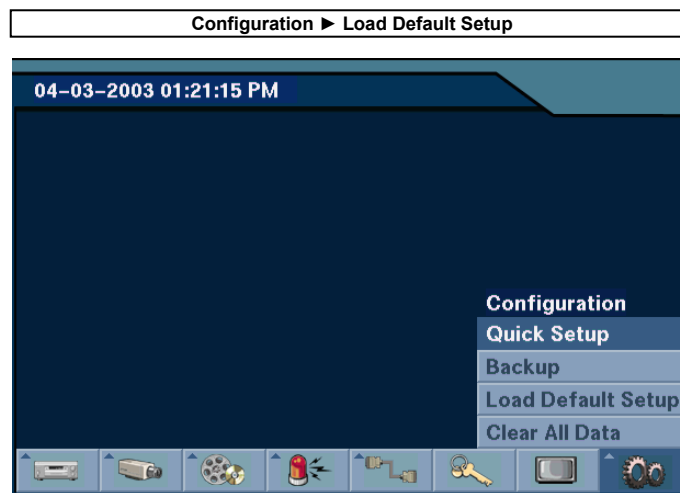 Configuration ► Load Default Setup
04–03–2003 01:21:15 PM
Configuration
Quick Setup
Backup
Load Default Setup
Clear All Data